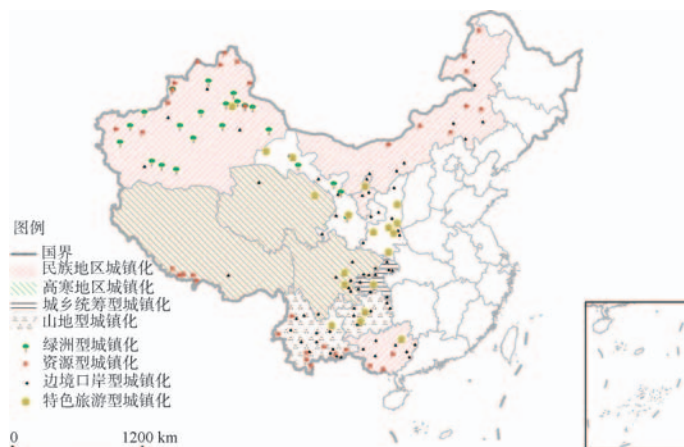 图例
国界
民族地区城镇化
高寒地区城镇化
城乡统筹型城镇化
山地型城镇化
绿洲型城镇化
资源型城镇化
边境口岸型城镇化
特色旅游型城镇化
0 1200 km